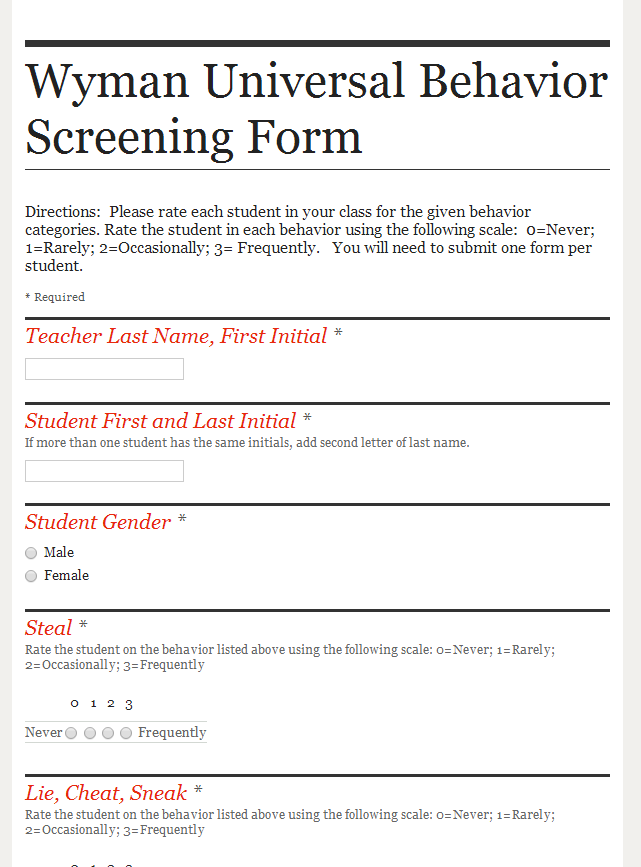 Wyman Universal Behavior
Screening Form
Directions:  Please rate each student in your class for the given behavior
categories. Rate the student in each behavior using the following scale:  0=Never;
1=Rarely; 2=Occasionally; 3= Frequently.   You will need to submit one form per
student.
* Required
Teacher Last Name, First Initial *
Student First and Last Initial *
If more than one student has the same initials, add second letter of last name.
Student Gender *
Male
Female
Steal *
Rate the student on the behavior listed above using the following scale: 0=Never; 1=Rarely;
2=Occasionally; 3=Frequently
0 1 2 3
Never Frequently
Lie, Cheat, Sneak *
Rate the student on the behavior listed above using the following scale: 0=Never; 1=Rarely;
2=Occasionally; 3=Frequently